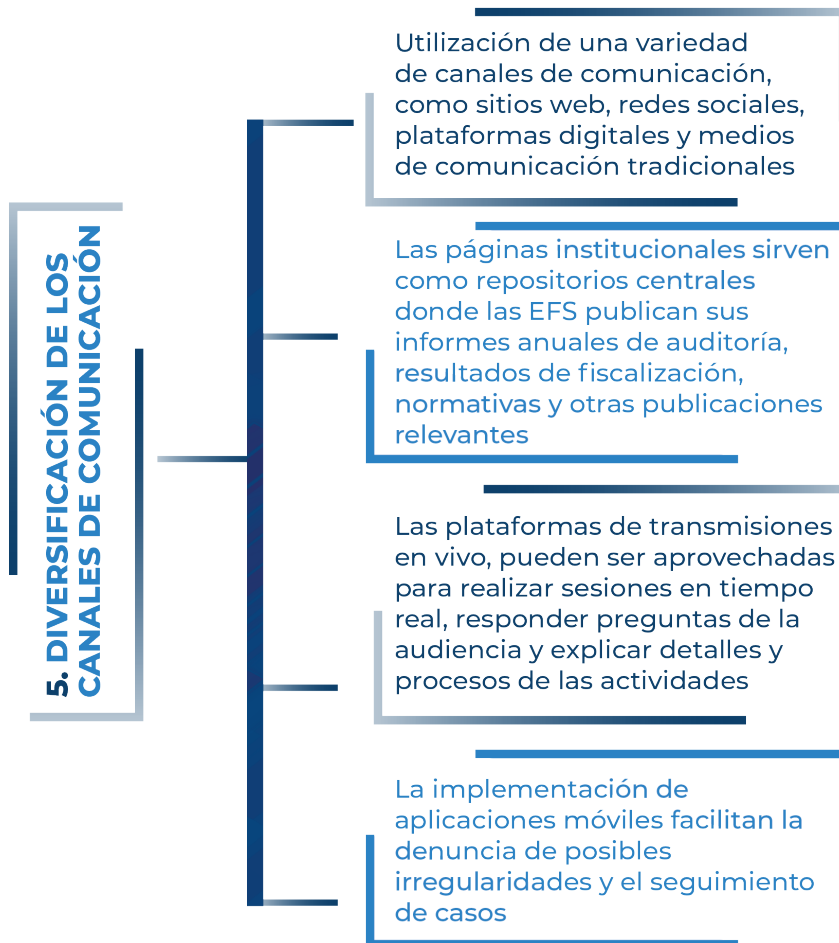 5. DIVERSIFICACIÓN DE LOS
CANALES DE COMUNICACIÓN
Utilización de una variedad
de canales de comunicación,
como sitios web, redes sociales,
plataformas digitales y medios
de comunicación tradicionales
Las páginas institucionales sirven
como repositorios centrales
donde las EFS publican sus
informes anuales de auditoría,
resultados de fiscalización,
normativas y otras publicaciones
relevantes
Las plataformas de transmisiones
en vivo, pueden ser aprovechadas
para realizar sesiones en tiempo
real, responder preguntas de la
audiencia y explicar detalles y
procesos de las actividades
La implementación de
aplicaciones móviles facilitan la
denuncia de posibles
irregularidades y el seguimiento
de casos